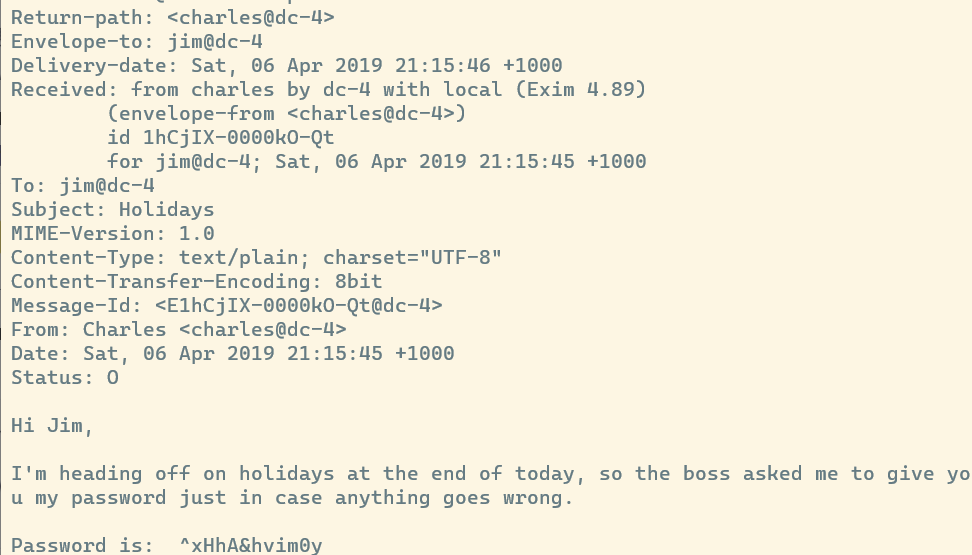 Return-path: <charles@dc-4>
Envelope-to: jim@dc-4
Delivery-date: Sat, 06 Apr 2019 21:15:46 +1000
Received: from charles by dc-4 with local (Exim 4.89)
        (envelope-from <charles@dc-4>)
        id 1hCjIX-0000kO-Qt
        for jim@dc-4; Sat, 06 Apr 2019 21:15:45 +1000
To: jim@dc-4
Subject: Holidays
MIME-Version: 1.0
Content-Type: text/plain; charset="UTF-8"
Content-Transfer-Encoding: 8bit
Message-Id: <E1hCjIX-0000kO-Qt@dc-4>
From: Charles <charles@dc-4>
Date: Sat, 06 Apr 2019 21:15:45 +1000
Status: O

Hi Jim,

I'm heading off on holidays at the end of today, so the boss asked me to give yo
u my password just in case anything goes wrong.

Password is:  ^xHhA&hvim0y